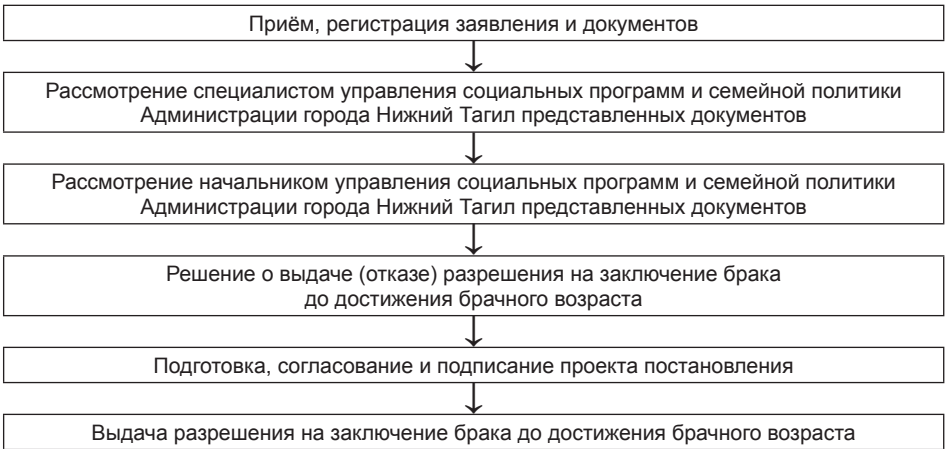 Приём, регистрация заявления и документов
Рассмотрение специалистом управления социальных программ и семейной политики
Администрации города Нижний Тагил представленных документов
Рассмотрение начальником управления социальных программ и семейной политики
Администрации города Нижний Тагил представленных документов
Решение о выдаче (отказе) разрешения на заключение брака
до достижения брачного возраста
Подготовка, согласование и подписание проекта постановления
Выдача разрешения на заключение брака до достижения брачного возраста